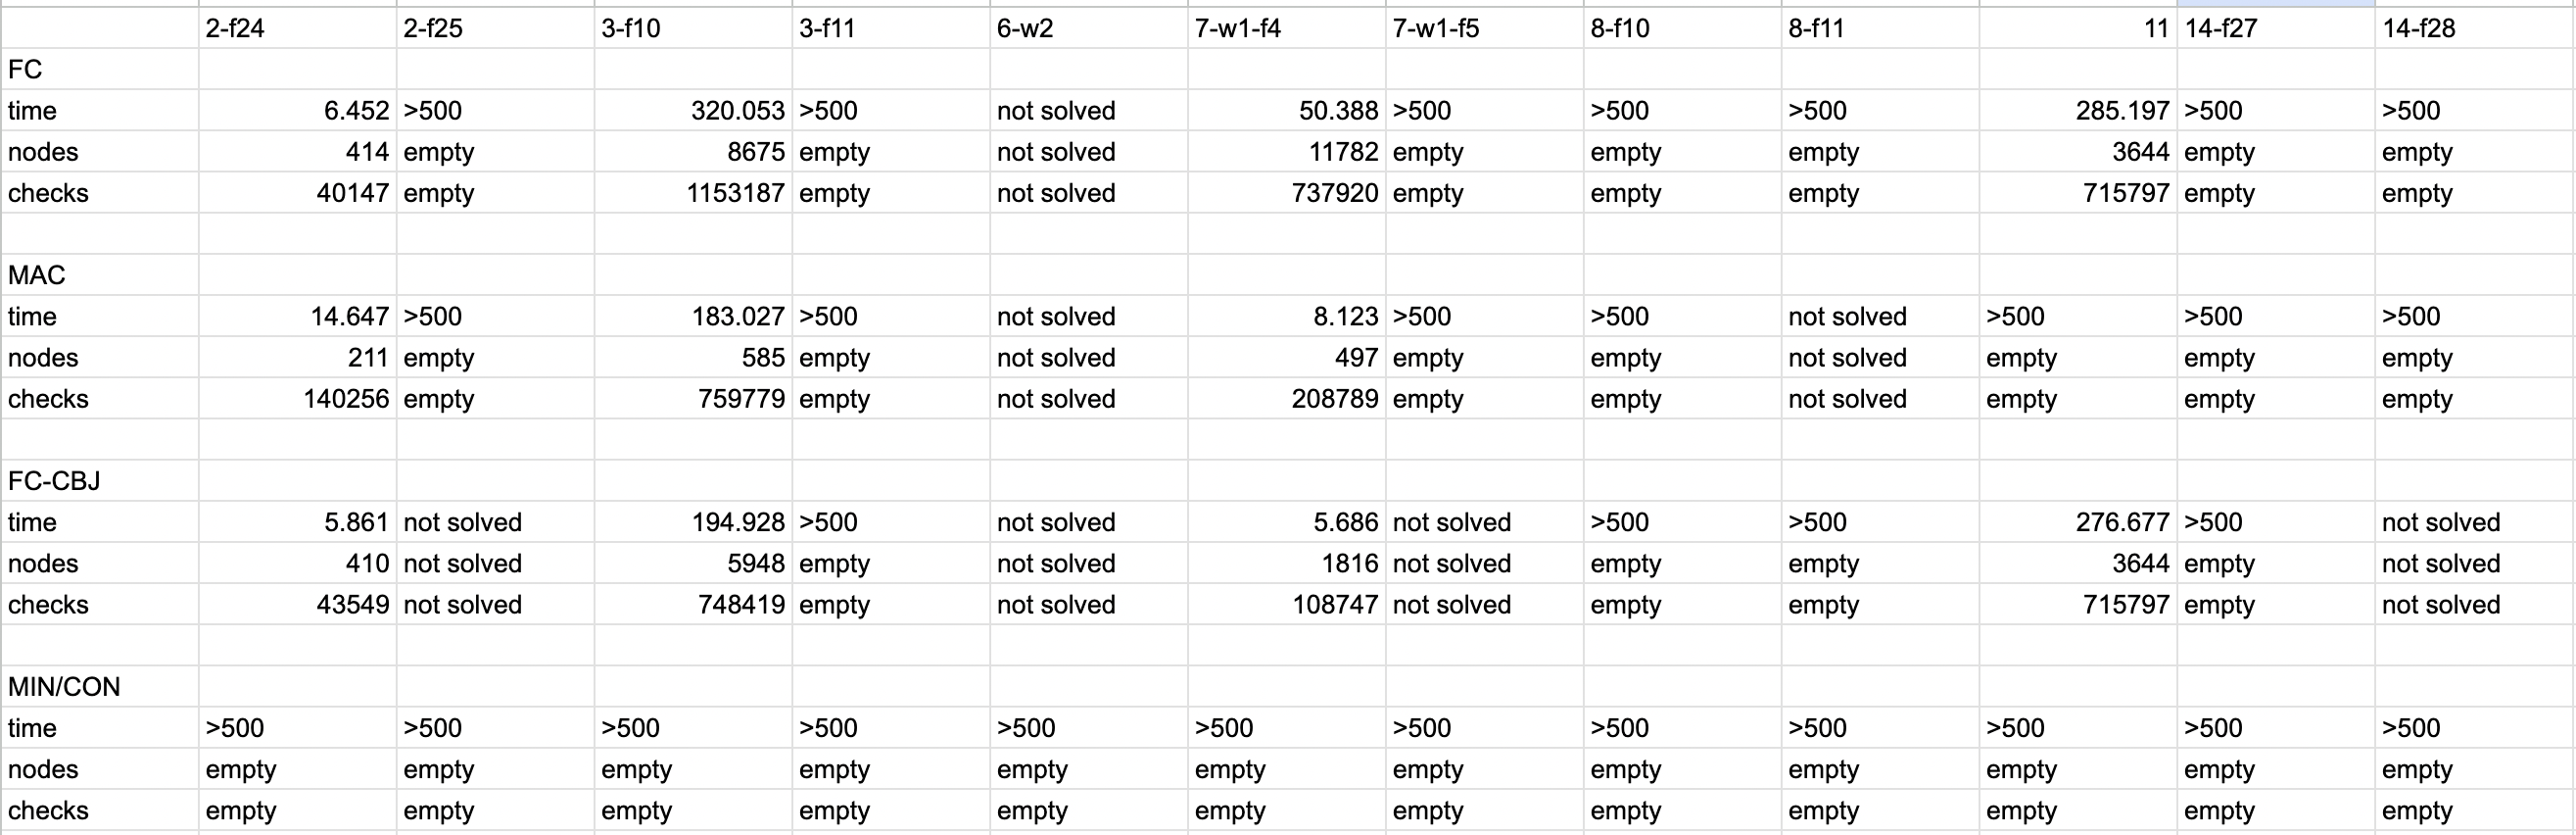 2-f24 2-f25 3-f10 3-f11 6-w2 7-w1-f4 7-w1-f5 8-f10 8-f11 11 14-f27 14-f28
FC
time 6.452 >500 320.053 >500 not solved 50.388 >500 >500 >500 285.197 >500 >500
nodes 414 empty 8675 empty not solved 11782 empty empty empty 3644 empty empty
checks 40147 empty 1153187 empty not solved 737920 empty empty empty 715797 empty empty
MAC
time 14.647 >500 183.027 >500 not solved 8.123 >500 >500 not solved >500 >500 >500
nodes 211 empty 585 empty not solved 497 empty empty not solved empty empty empty
checks 140256 empty 759779 empty not solved 208789 empty empty not solved empty empty empty
FC-CBJ
time 5.861 not solved 194.928 >500 not solved 5.686 not solved >500 >500 276.677 >500 not solved
nodes 410 not solved 5948 empty not solved 1816 not solved empty empty 3644 empty not solved
checks 43549 not solved 748419 empty not solved 108747 not solved empty empty 715797 empty not solved
MIN/CON
time >500 >500 >500 >500 >500 >500 >500 >500 >500 >500 >500 >500
nodes empty empty empty empty empty empty empty empty empty empty empty empty
checks empty empty empty empty empty empty empty empty empty empty empty empty